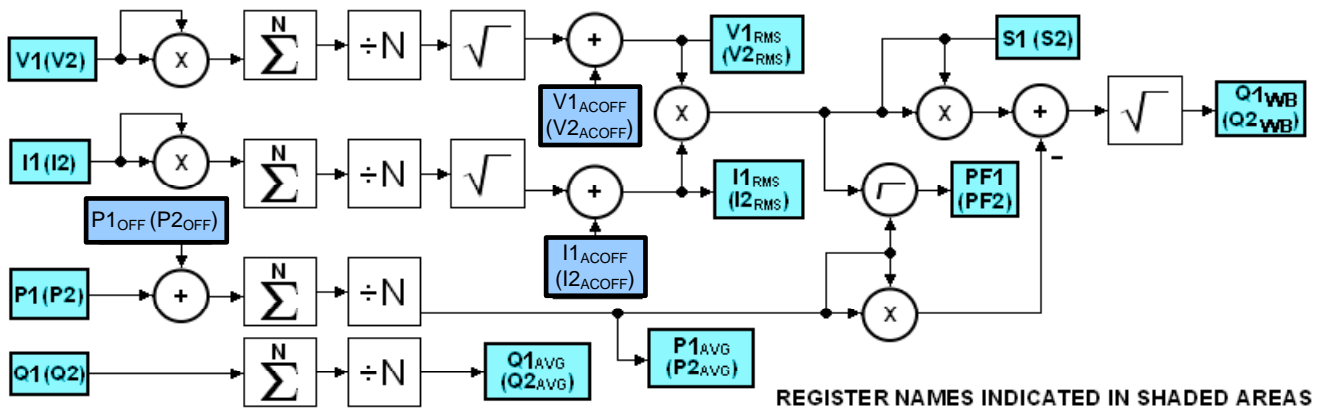 V1(V2)
X
N
∑
÷N
√
+
V1RMS
(V2RMS)
S1 (S2)
V1ACOFF
(V2ACOFF)
X
X
+
-
√
Q1WB
(Q2WB)
I1(I2)
X
N
∑
÷N
√
+
I1RMS
(I2RMS)
PF1
(PF2)
P1OFF (P2OFF)
I1ACOFF
(I2ACOFF)
P1(P2)
+
N
∑
÷N
X
P1AVG
(P2AVG)
Q1(Q2)
N
∑
÷N
Q1AVG
(Q2AVG)
REGISTER NAMES INDICATED IN SHADED AREAS